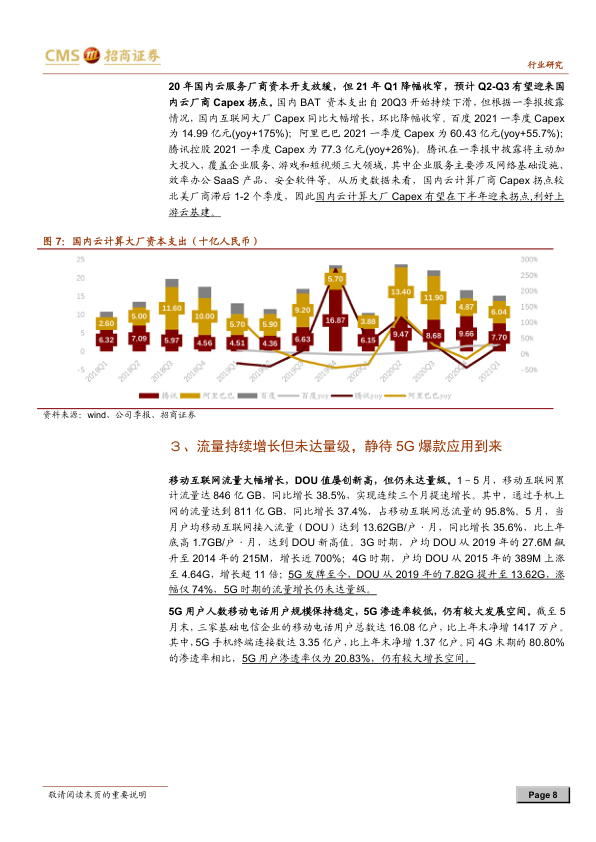 CMS 招商证券
行业研究
20 年国内云服务厂商资本开支放缓，但 21 年 Q1 降幅收窄，预计 Q2-Q3 有望迎来国
内云厂商 Capex 拐点。国内 BAT 资本支出自 20Q3 开始持续下滑，但根据一季报披露
情况，国内互联网大厂 Capex 同比大幅增长，环比降幅收窄。百度 2021 一季度 Capex
为 14.99 亿元(yoy+175%)；阿里巴巴 2021 一季度 Capex 为 60.43 亿元(yoy+55.7%);
腾讯控股 2021 一季度 Capex 为 77.3 亿元(yoy+26%)。腾讯在一季报中披露将主动加
大投入，覆盖企业服务、游戏和短视频三大领域，其中企业服务主要涉及网络基础设施、
效率办公 SaaS 产品、安全软件等。从历史数据来看，国内云计算厂商 Capex 拐点较
北美厂商滞后 1-2 个季度，因此国内云计算大厂 Capex 有望在下半年迎来拐点,利好上
游云基建。
图 7：国内云计算大厂资本支出（十亿人民币）
25
20
15
10
5
0
-5
300%
250%
200%
150%
100%
50%
0%
-50%
2.60
5.00
11.60
10.00
5.70
5.90
9.20
5.70
3.88
13.40
11.90
4.87
6.04
6.32
7.09
5.97
4.56
4.51
4.36
6.63
16.87
6.15
9.47
8.68
9.66
7.70
2018Q1
2018Q2
2018Q3
2018Q4
2019Q1
2019Q2
2019Q3
2019Q4
2020Q1
2020Q2
2020Q3
2020Q4
2021Q1
腾讯 阿里巴巴 百度 百度yoy 腾讯yoy 阿里巴巴yoy
资料来源：wind、公司季报、招商证券
3、流量持续增长但未达量级，静待 5G 爆款应用到来
移动互联网流量大幅增长，DOU 值屡创新高，但仍未达量级。1－5 月，移动互联网累
计流量达 846 亿 GB，同比增长 38.5%，实现连续三个月提速增长。其中，通过手机上
网的流量达到 811 亿 GB，同比增长 37.4%，占移动互联网总流量的 95.8%。5 月，当
月户均移动互联网接入流量（DOU）达到 13.62GB/户·月，同比增长 35.6%，比上年
底高 1.7GB/户·月，达到 DOU 新高值。3G 时期，户均 DOU 从 2019 年的 27.6M 飙
升至 2014 年的 215M，增长近 700%；4G 时期，户均 DOU 从 2015 年的 389M 上涨
至 4.64G，增长超 11 倍；5G 发牌至今，DOU 从 2019 年的 7.82G 提升至 13.62G，涨
幅仅 74%，5G 时期的流量增长仍未达量级。
5G 用户人数移动电话用户规模保持稳定，5G 渗透率较低，仍有较大发展空间。截至 5
月末，三家基础电信企业的移动电话用户总数达 16.08 亿户，比上年末净增 1417 万户。
其中，5G 手机终端连接数达 3.35 亿户，比上年末净增 1.37 亿户。同 4G 末期的 80.80%
的渗透率相比，5G 用户渗透率仅为 20.83%，仍有较大增长空间。
敬请阅读末页的重要说明
Page 8